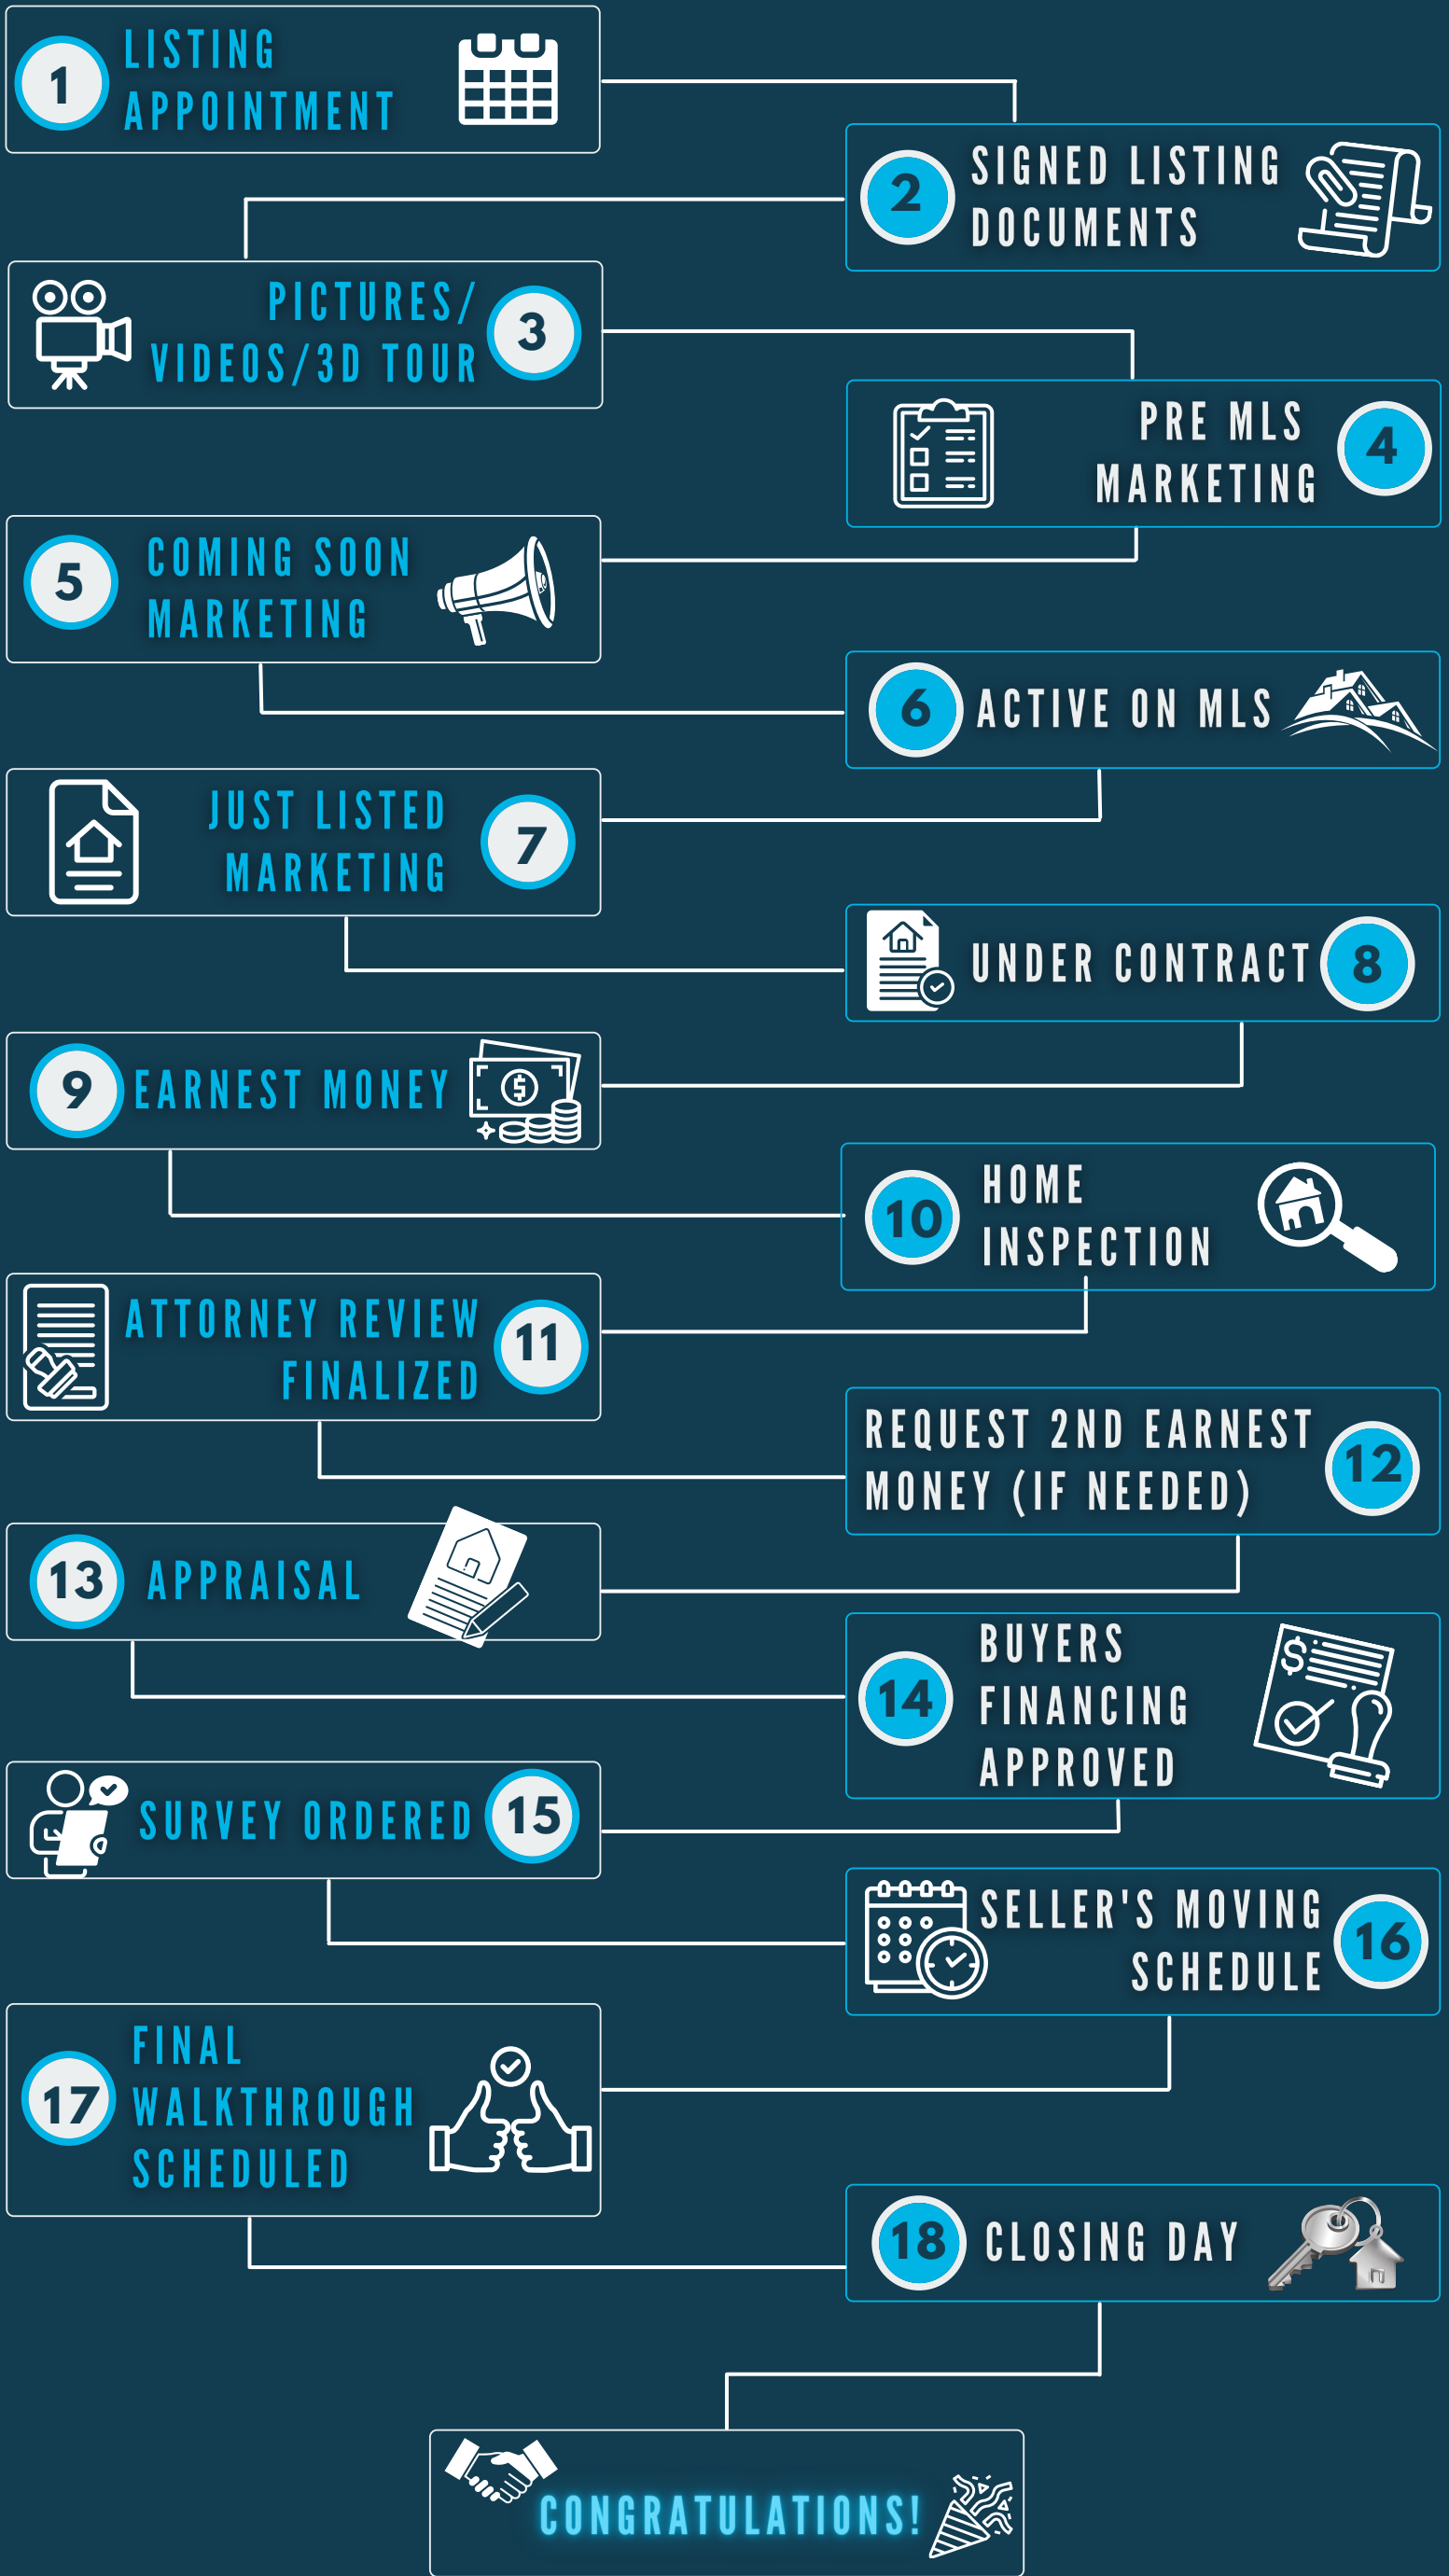 1
LISTING
APPOINTMENT
2
SIGNED LISTING
DOCUMENTS
PICTURES/
VIDEOS/3D TOUR
3
PRE MLS
MARKETING
4
5
COMING SOON
MARKETING
6
ACTIVE ON MLS
JUST LISTED
MARKETING
7
UNDER CONTRACT
8
9
EARNEST MONEY
$
10
HOME
INSPECTION
ATTORNEY REVIEW
FINALIZED
11
REQUEST 2ND EARNEST
MONEY (IF NEEDED)
12
13
APPRAISAL
14
BUYERS
FINANCING
APPROVED
$
SURVEY ORDERED
15
SELLER'S MOVING
SCHEDULE
16
17
FINAL
WALKTHROUGH
SCHEDULED
18
CLOSING DAY
CONGRATULATIONS!